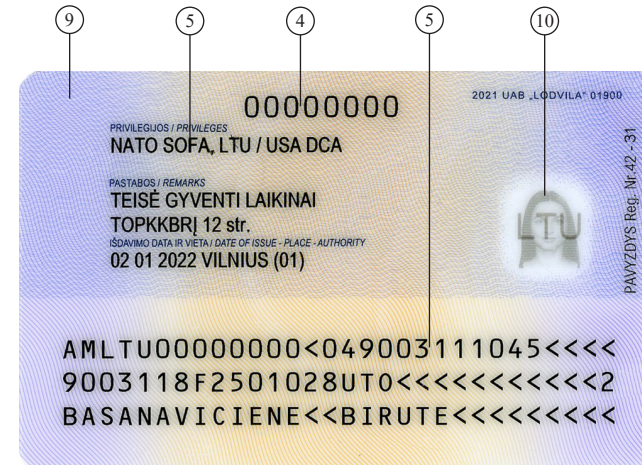 9 5 4 5 10
2021 UAB „LODVILA“ 01900
00000000
PRIVILEGIJOS / PRIVILEGES
NATO SOFA, LTU / USA DCA
PASTABOS / REMARKS
TEISĖ GYVENTI LAIKINAI
TOPKKBRĮ 12 str.
IŠDAVIMO DATA IR VIETA / DATE OF ISSUE - PLACE - AUTHORITY
02 01 2022 VILNIUS (01)
LTU
PAVYZDYS Reg. Nr.42 - 31
AMLTU00000000<049003111045<<<<
9003118F2501028UTO<<<<<<<<<<<2
BASANAVICIENE<<BIRUTE<<<<<<<<<